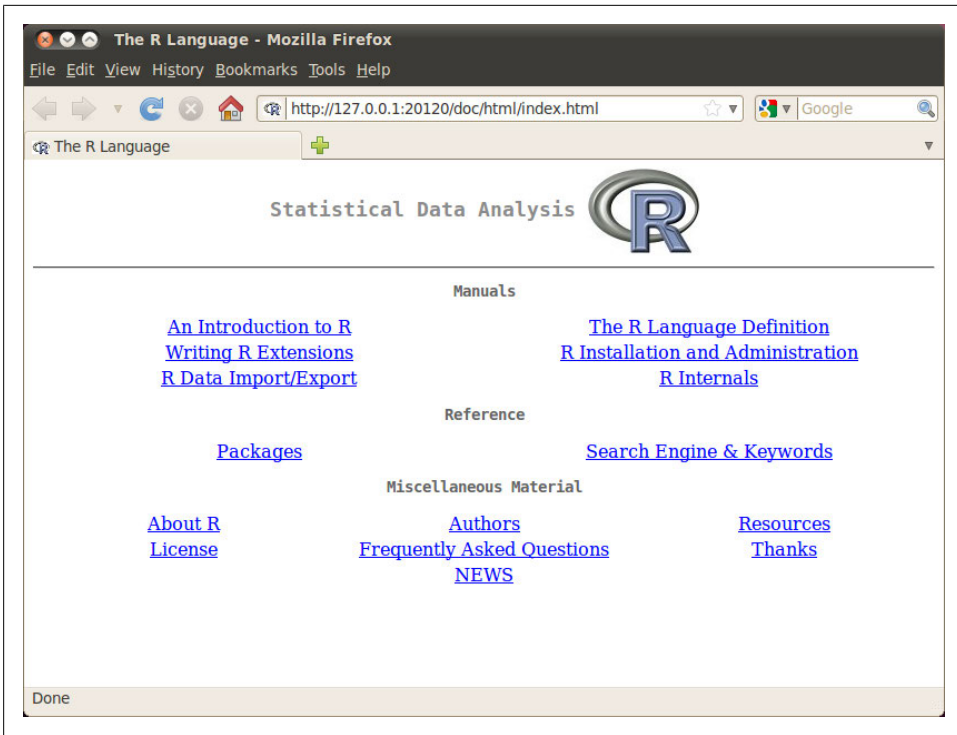 The R Language - Mozilla Firefox
File Edit View History Bookmarks Tools Help
http://127.0.0.1:20120/doc/html/index.html Google
The R Language
Statistical Data Analysis R
Manuals
An Introduction to R The R Language Definition
Writing R Extensions R Installation and Administration
R Data Import/Export R Internals
Reference
Packages Search Engine & Keywords
Miscellaneous Material
About R Authors Resources
License Frequently Asked Questions Thanks
NEWS
Done